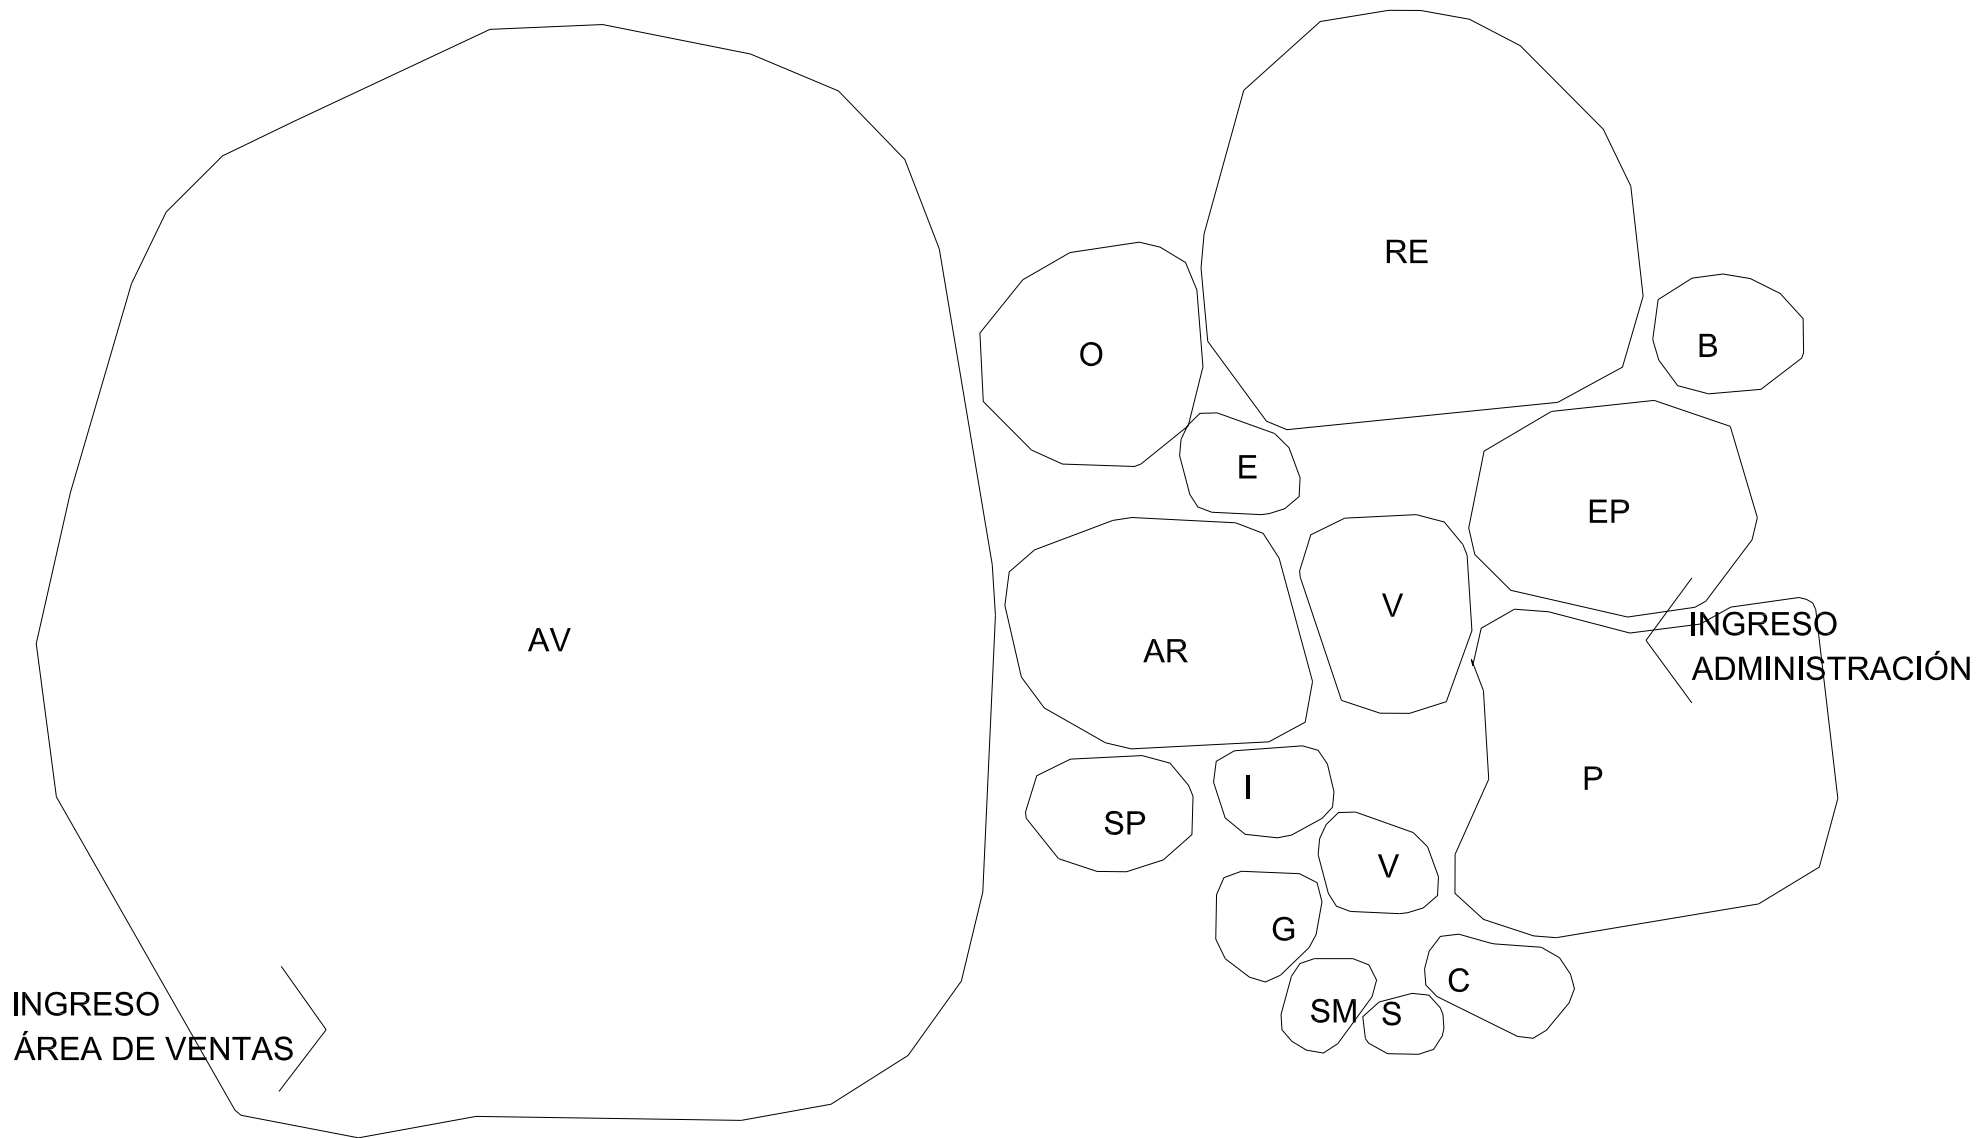 RE
B
O
E
EP
V
INGRESO
ADMINISTRACIÓN
AV
AR
P
I
SP
V
G
C
SM
S
INGRESO
ÁREA DE VENTAS